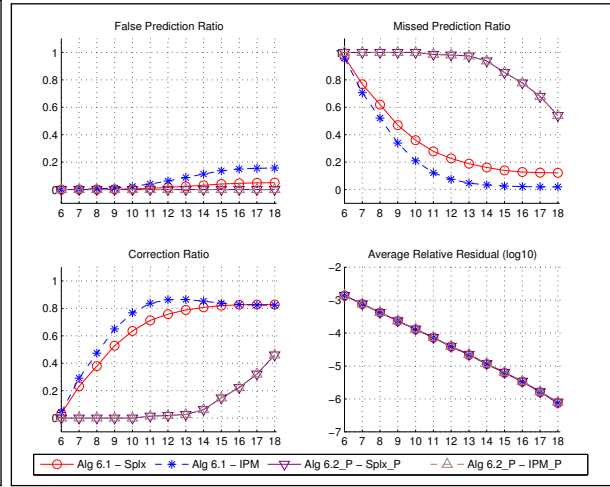 False Prediction Ratio
1
0.8
0.6
0.4
0.2
0
6 7 8 9 10 11 12 13 14 15 16 17 18
Missed Prediction Ratio
1
0.8
0.6
0.4
0.2
0
6 7 8 9 10 11 12 13 14 15 16 17 18
Correction Ratio
1
0.8
0.6
0.4
0.2
0
6 7 8 9 10 11 12 13 14 15 16 17 18
Average Relative Residual (log10)
−2
−3
−4
−5
−6
−7
6 7 8 9 10 11 12 13 14 15 16 17 18
Alg 6.1 − Splx Alg 6.1 − IPM Alg 6.2_P − Splx_P Alg 6.2_P − IPM_P